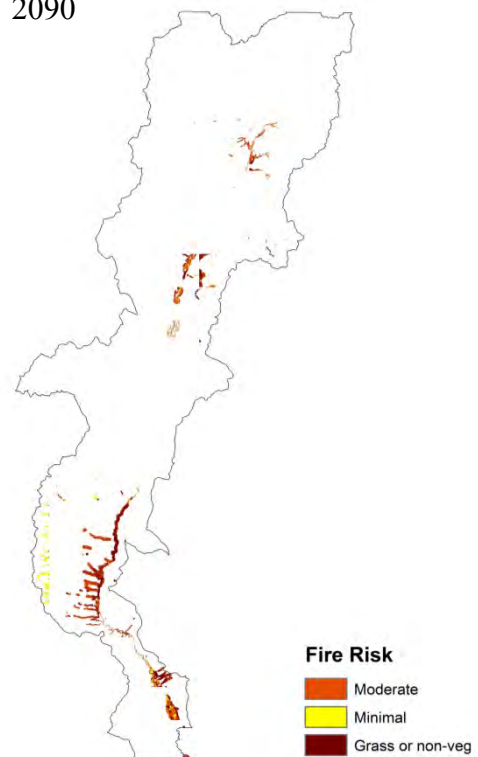 2090
Fire Risk
Moderate
Minimal
Grass or non-veg